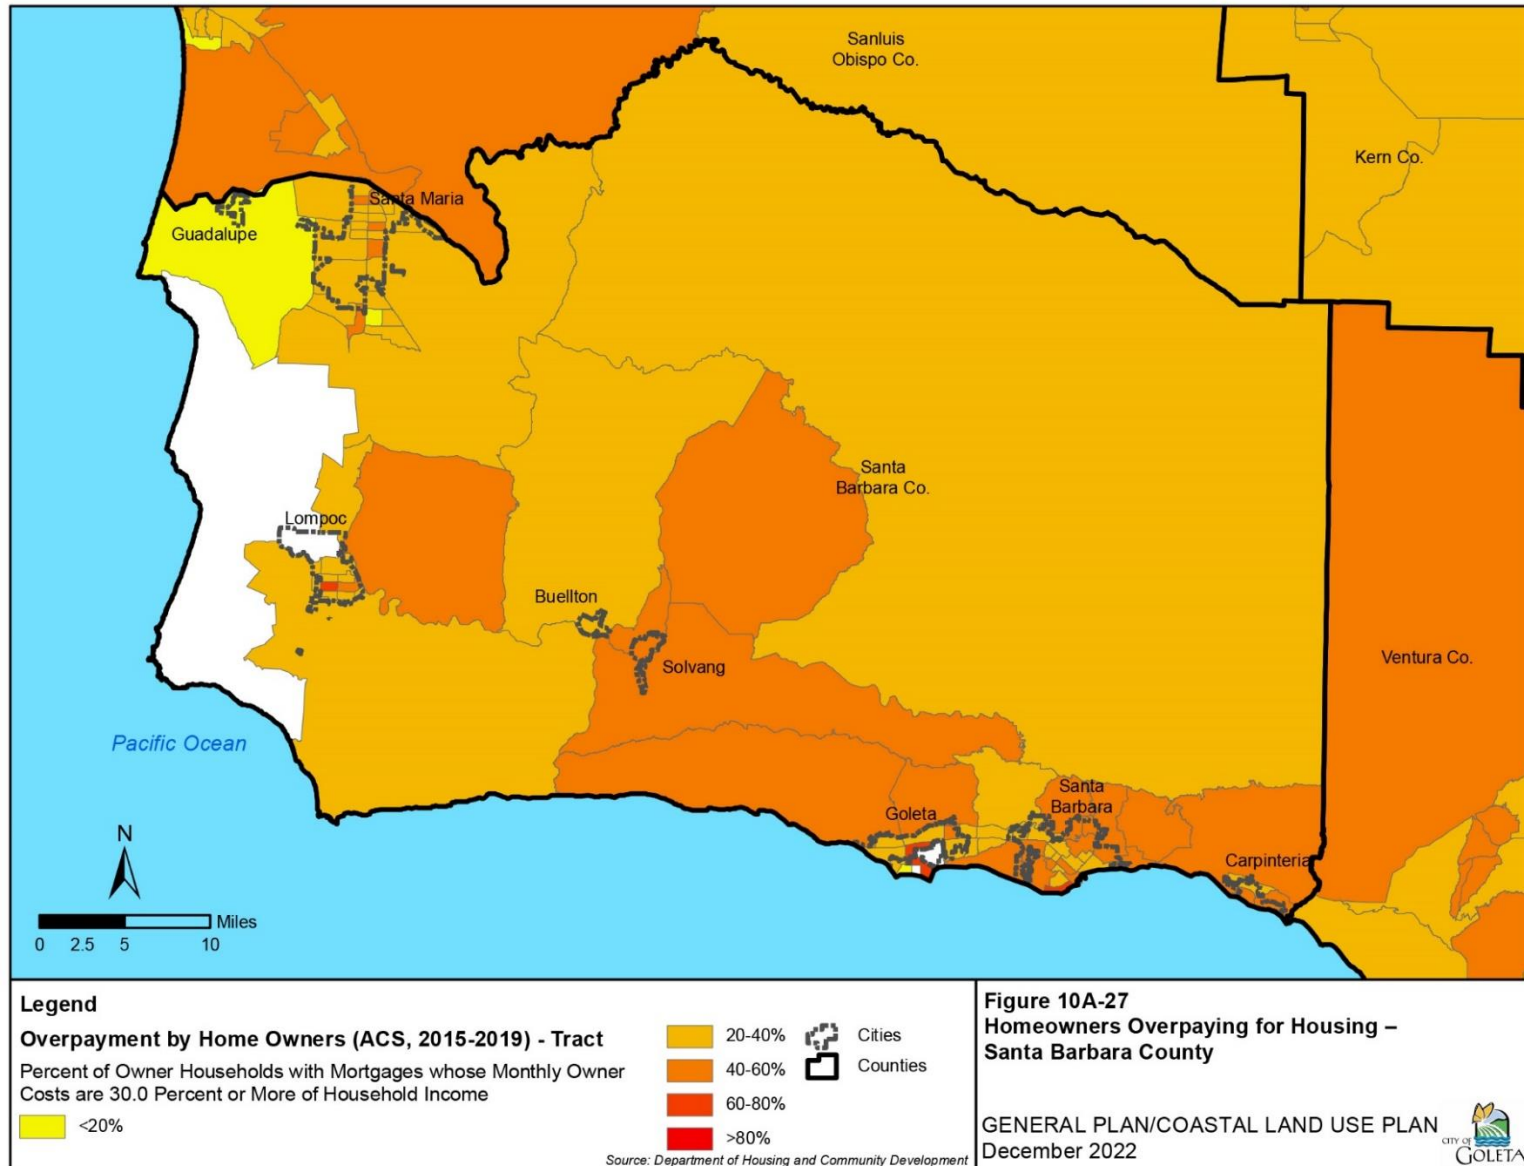 Sanluis
Obispo Co.
Kern Co.
Santa Maria
Guadalupe
Santa
Barbara Co.
Lompoc
Buellton
Solvang
Ventura Co.
Pacific Ocean
Santa
Barbara
Goleta
Carpinteria
N
Miles
0 2.5 5 10
Legend
Overpayment by Home Owners (ACS, 2015-2019) - Tract
Percent of Owner Households with Mortgages whose Monthly Owner
Costs are 30.0 Percent or More of Household Income
<20%
20-40%
40-60%
60-80%
>80%
Cities
Counties
Source: Department of Housing and Community Development
Figure 10A-27
Homeowners Overpaying for Housing –
Santa Barbara County
GENERAL PLAN/COASTAL LAND USE PLAN
December 2022
CITY OF
GOLETA